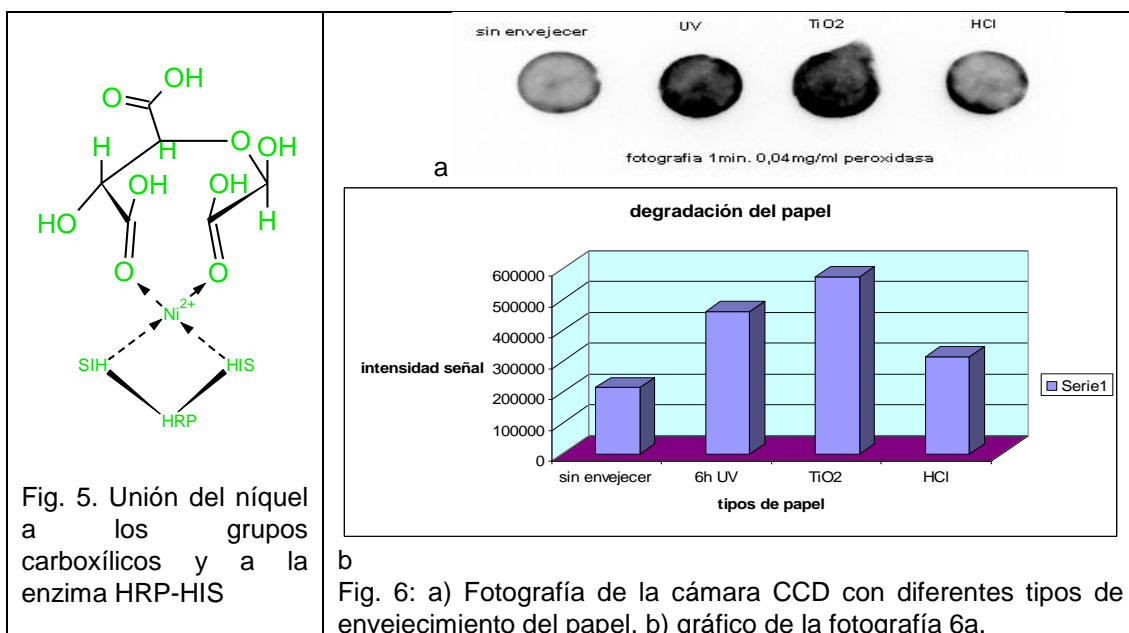 OH
O
OH
H
H
O
OH
OH
OH
HO
H
O
O
Ni2+
SIH
HIS
HRP
Fig. 5. Unión del níquel
a los grupos
carboxílicos y a la
enzima HRP-HIS
sin envejecer UV TiO2 HCl
fotografia 1min. 0,04mg/ml peroxidasa
a
degradación del papel
600000
500000
400000
300000
200000
100000
0
intensidad señal
sin envejecer 6h UV TiO2 HCl
tipos de papel
Serie1
b
Fig. 6: a) Fotografía de la cámara CCD con diferentes tipos de
envejecimiento del papel. b) gráfico de la fotografía 6a.